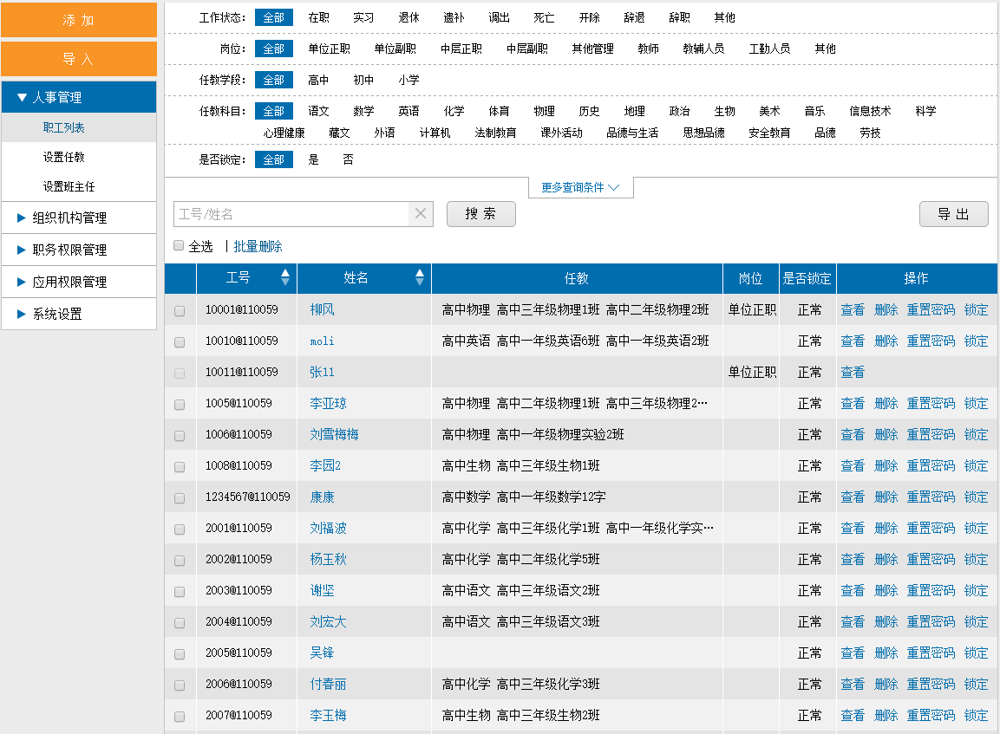 添 加
导 入
人事管理
职工列表
设置任教
设置班主任
组织机构管理
职务权限管理
应用权限管理
系统设置
工作状态： 全部 在职 实习 退休 遗补 调出 死亡 开除 辞退 辞职 其他
岗位： 全部 单位正职 单位副职 中层正职 中层副职 其他管理 教师 教辅人员 工勤人员 其他
任教学段： 全部 高中 初中 小学
任教科目： 全部 语文 数学 英语 化学 体育 物理 历史 地理 政治 生物 美术 音乐 信息技术 科学
心理健康 藏文 外语 计算机 法制教育 课外活动 品德与生活 思想品德 安全教育 品德 劳技
是否锁定： 全部 是 否
更多查询条件
工号/姓名 搜 索 导 出
全选 | 批量删除
工号 姓名 任教 岗位 是否锁定 操作
10001@110059 柳风 高中物理 高中三年级物理1班 高中二年级物理2班 单位正职 正常 查看 删除 重置密码 锁定
10010@110059 moli 高中英语 高中一年级英语6班 高中一年级英语2班 正常 查看 删除 重置密码 锁定
10011@110059 张11 单位正职 正常 查看
1005@110059 李亚琼 高中物理 高中二年级物理1班 高中三年级物理2… 正常 查看 删除 重置密码 锁定
1006@110059 刘雪梅梅 高中物理 高中一年级物理实验2班 正常 查看 删除 重置密码 锁定
1008@110059 李园2 高中生物 高中三年级生物1班 正常 查看 删除 重置密码 锁定
1234567@110059 康康 高中数学 高中一年级数学12字 正常 查看 删除 重置密码 锁定
2001@110059 刘福波 高中化学 高中三年级化学1班 高中一年级化学实… 正常 查看 删除 重置密码 锁定
2002@110059 杨玉秋 高中化学 高中二年级化学5班 正常 查看 删除 重置密码 锁定
2003@110059 谢坚 高中语文 高中三年级语文2班 正常 查看 删除 重置密码 锁定
2004@110059 刘宏大 高中语文 高中三年级语文3班 正常 查看 删除 重置密码 锁定
2005@110059 吴锋 正常 查看 删除 重置密码 锁定
2006@110059 付春丽 高中化学 高中三年级化学3班 正常 查看 删除 重置密码 锁定
2007@110059 李玉梅 高中生物 高中三年级生物2班 正常 查看 删除 重置密码 锁定